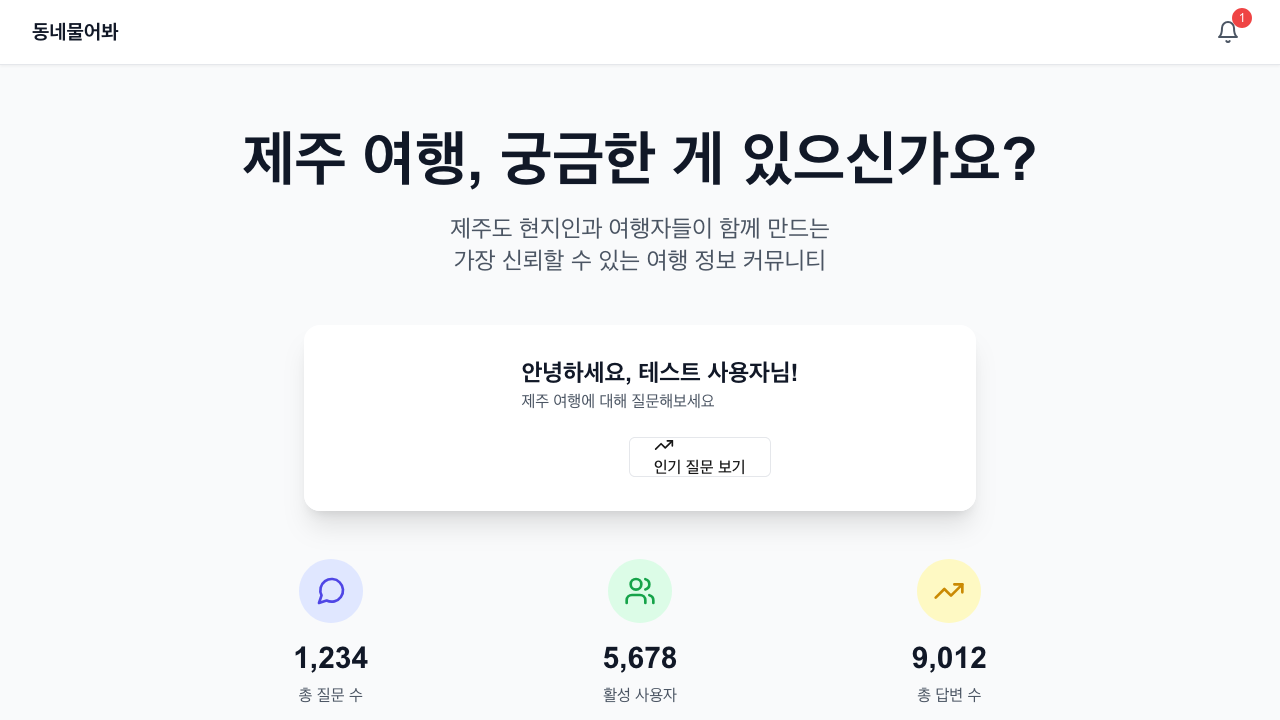 동네물어봐
1
제주 여행, 궁금한 게 있으신가요?
제주도 현지인과 여행자들이 함께 만드는
가장 신뢰할 수 있는 여행 정보 커뮤니티
안녕하세요, 테스트 사용자님!
제주 여행에 대해 질문해보세요
인기 질문 보기
1,234
5,678
9,012
총 질문 수
활성 사용자
총 답변 수